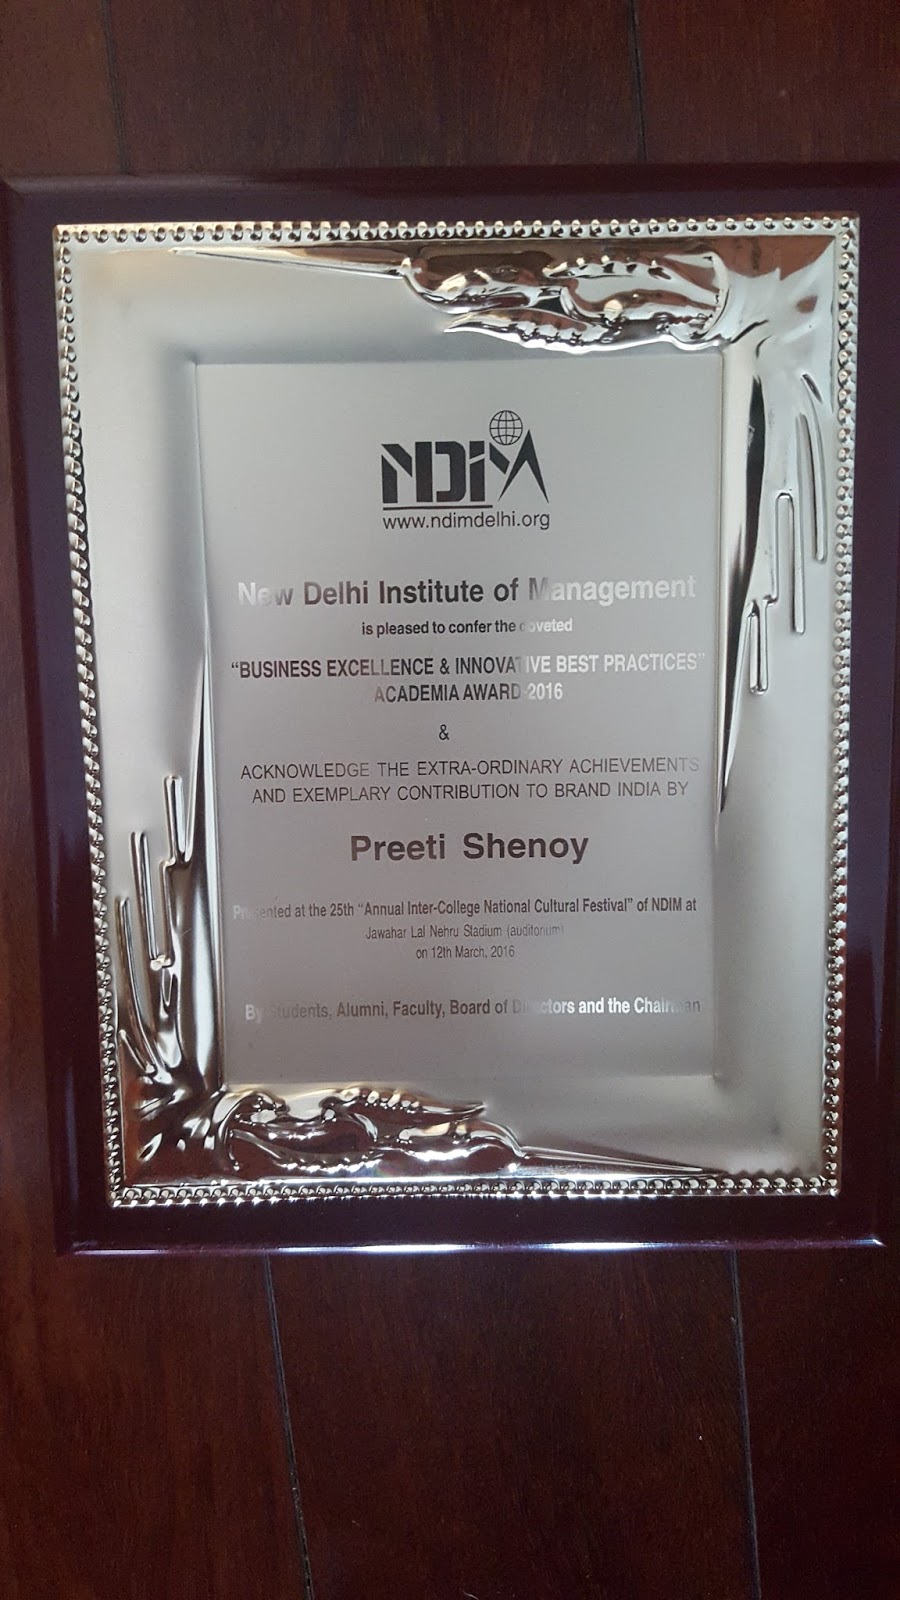 NDiM
www.ndimdelhi.org
New Delhi Institute of Management
is pleased to confer the coveted
“BUSINESS EXCELLENCE & INNOVATIVE BEST PRACTICES”
ACADEMIA AWARD-2016
&
ACKNOWLEDGE THE EXTRA-ORDINARY ACHIEVEMENTS
AND EXEMPLARY CONTRIBUTION TO BRAND INDIA BY
Preeti Shenoy
Presented at the 25th “Annual Inter-College National Cultural Festival” of NDIM at
Jawahar Lal Nehru Stadium (auditorium)
on 12th March, 2016
By Students, Alumni, Faculty, Board of Directors and the Chairman